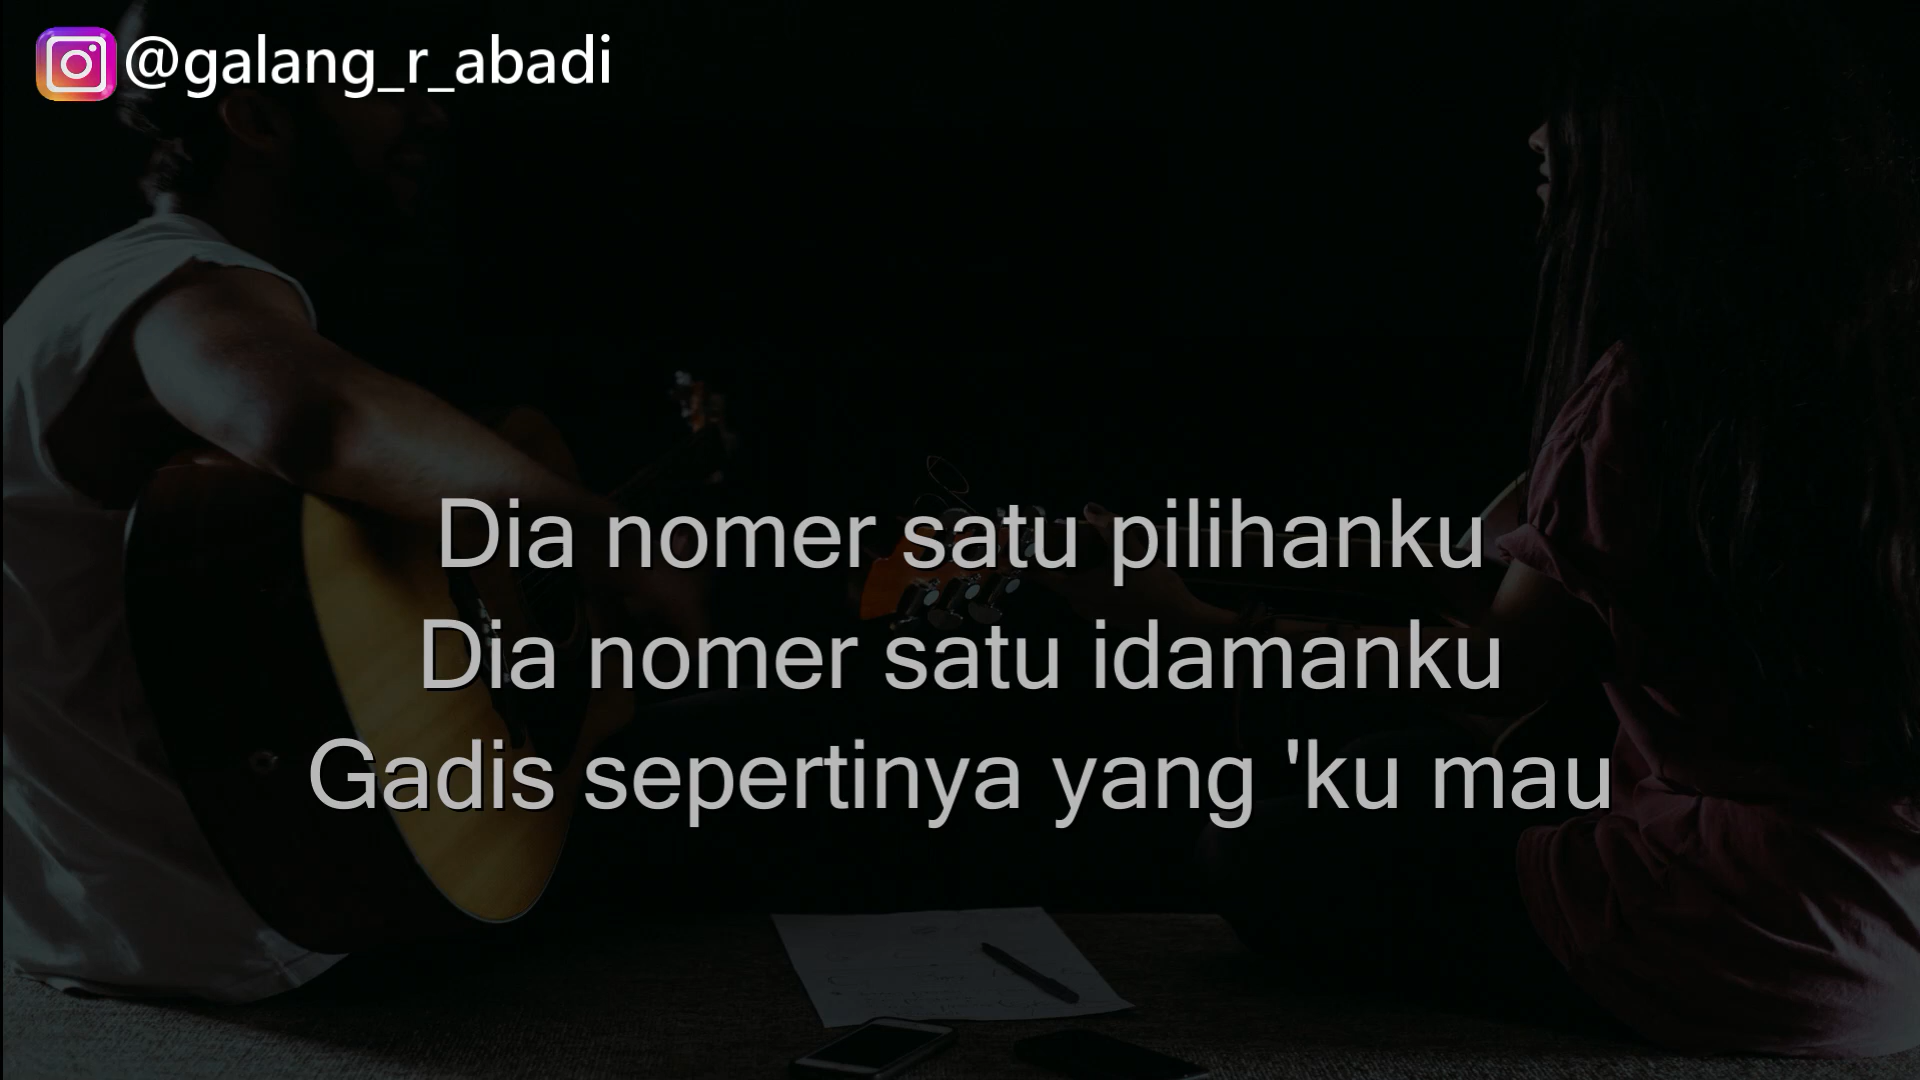 @galang_r_abadi
Dia nomer satu pilihanku
Dia nomer satu idamanku
Gadis sepertinya yang 'ku mau